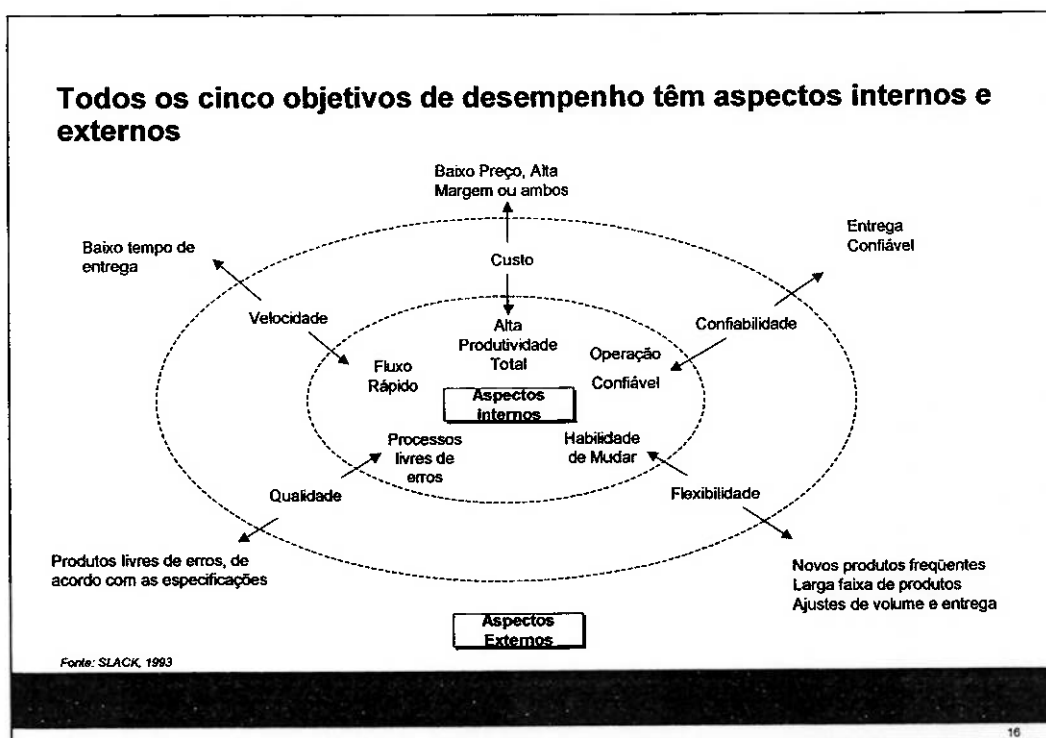 Todos os cinco objetivos de desempenho têm aspectos internos e
externos
Baixo Preço, Alta
Margem ou ambos
Baixo tempo de
entrega
Entrega
Confiável
Custo
Velocidade
Confiabilidade
Alta
Produtividade
Total
Fluxo
Rápido
Operação
Confiável
Aspectos
Internos
Processos
livres de
erros
Habilidade
de Mudar
Qualidade
Flexibilidade
Produtos livres de erros, de
acordo com as especificações
Novos produtos freqüentes
Larga faixa de produtos
Ajustes de volume e entrega
Aspectos
Externos
Fonte: SLACK, 1993
16